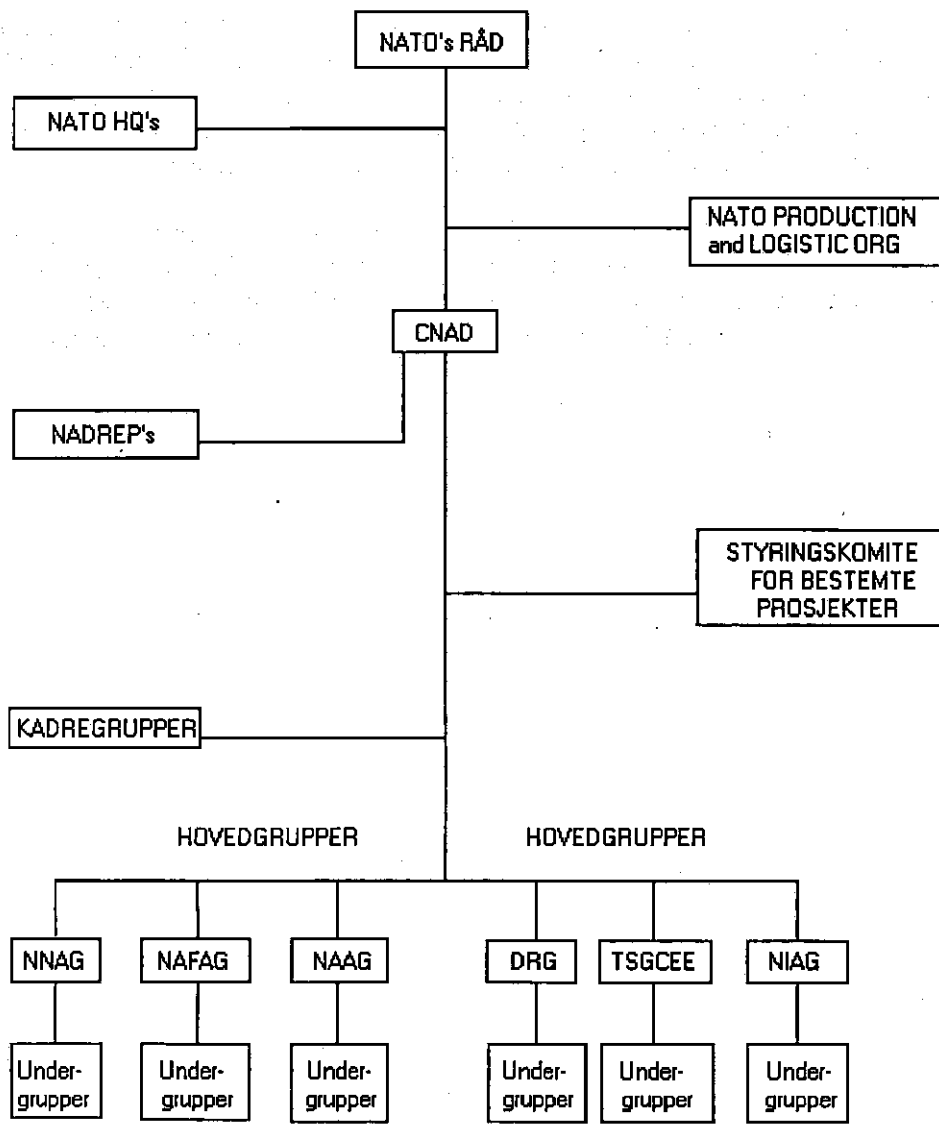 NATO's RÅD
NATO HQ's
NATO PRODUCTION
and LOGISTIC ORG
CNAD
NADREP's
STYRINGSKOMITE
FOR BESTEMTE
PROSJEKTER
KADREGRUPPER
HOVEDGRUPPER HOVEDGRUPPER
NNAG NAFAG NAAG DRG TSGCEE NIAG
Under- Under- Under- Under- Under- Under-
grupper grupper grupper grupper grupper grupper